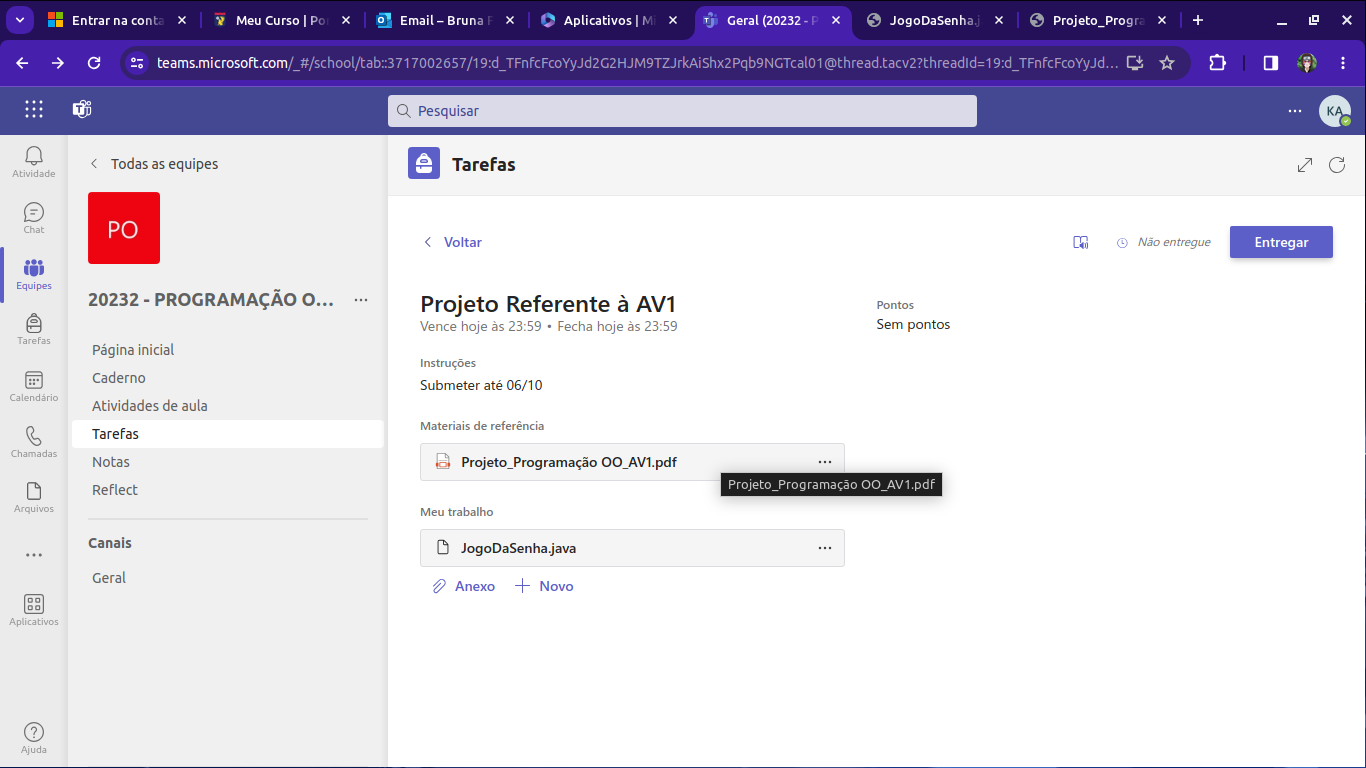 Entrar na conta
Meu Curso | Por
Email – Bruna F
Aplicativos | Mi
Geral (20232 - P
JogoDaSenha.j
Projeto_Progra
teams.microsoft.com/_#/school/tab::3717002657/19:d_TFnfcFcoYyJd2G2HJM9TZJrkAiShx2Pqb9NGTcal01@thread.tacv2?threadId=19:d_TFnfcFcoYyJd...
Pesquisar
KA
Atividade
Chat
Equipes
Tarefas
Calendário
Chamadas
Arquivos
Aplicativos
Ajuda
Todas as equipes
PO
20232 - PROGRAMAÇÃO O...
Página inicial
Caderno
Atividades de aula
Tarefas
Notas
Reflect
Canais
Geral
Tarefas
Voltar
Não entregue
Entregar
Projeto Referente à AV1
Vence hoje às 23:59 • Fecha hoje às 23:59
Pontos
Sem pontos
Instruções
Submeter até 06/10
Materiais de referência
Projeto_Programação OO_AV1.pdf
Projeto_Programação OO_AV1.pdf
Meu trabalho
JogoDaSenha.java
Anexo
Novo